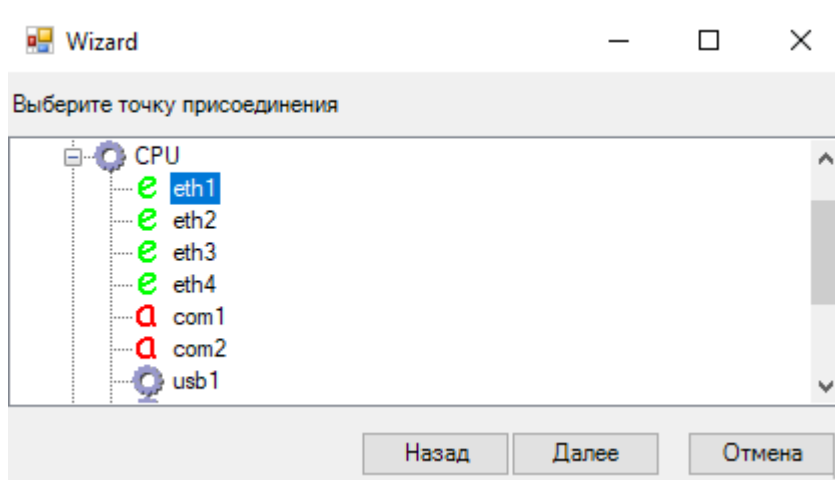 Wizard
Выберите точку присоединения
CPU
eth1
eth2
eth3
eth4
com1
com2
usb1
Назад Далее Отмена